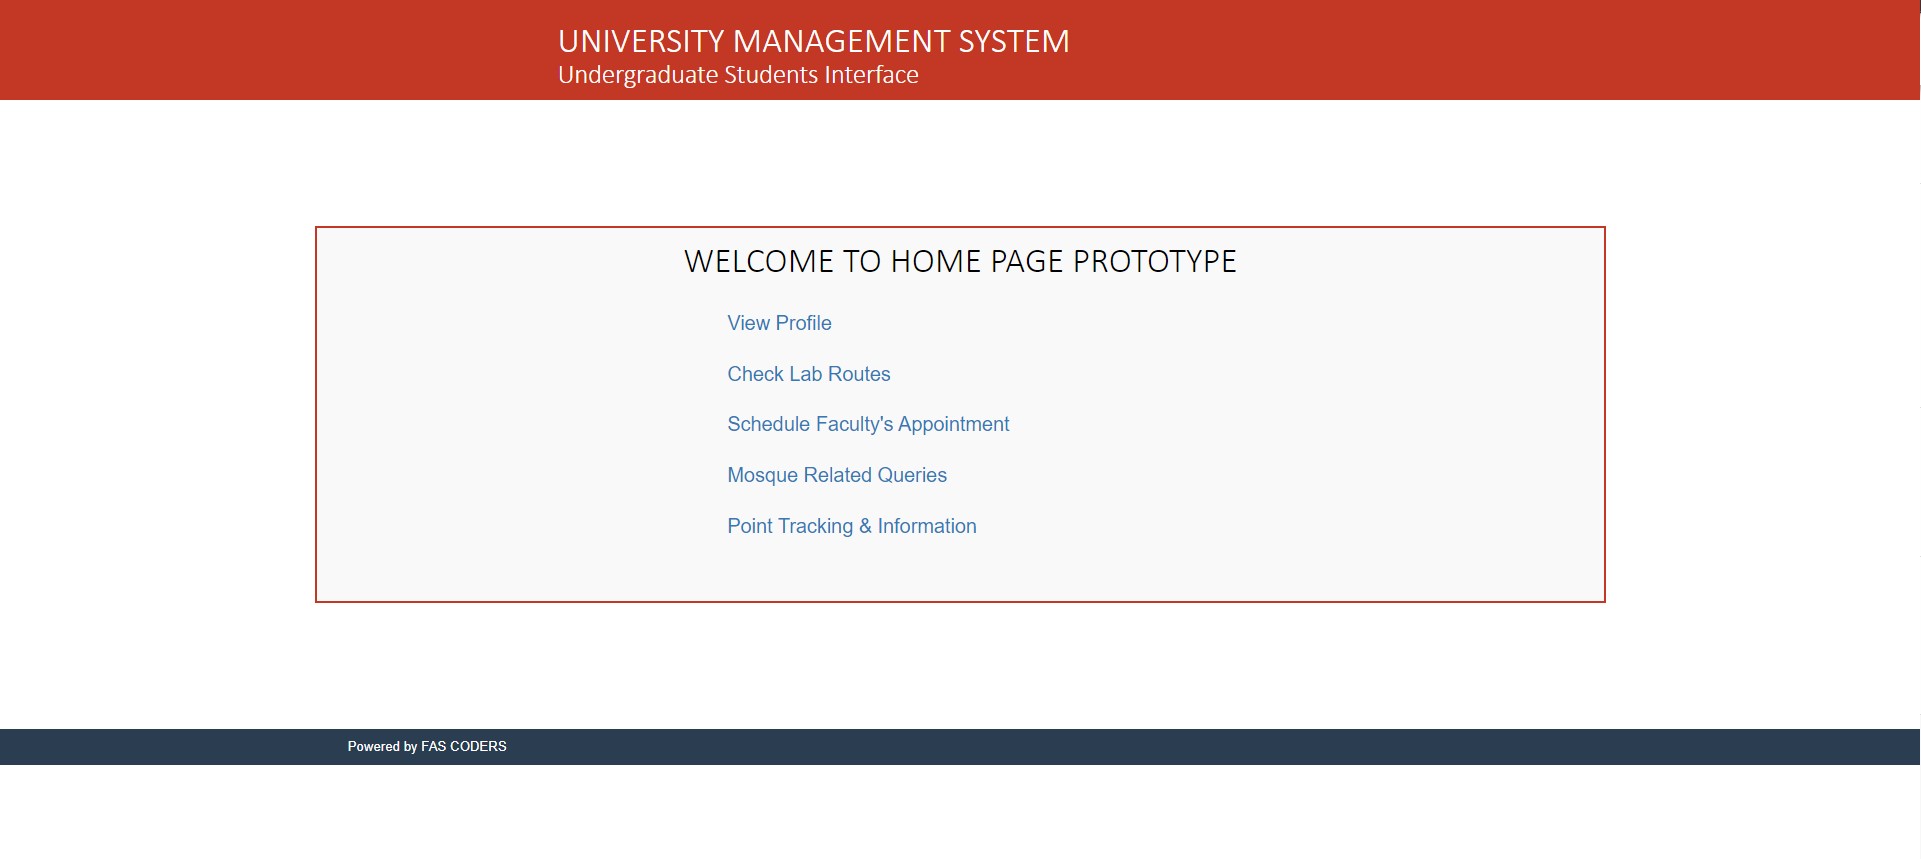 UNIVERSITY MANAGEMENT SYSTEM
Undergraduate Students Interface
WELCOME TO HOME PAGE PROTOTYPE
View Profile
Check Lab Routes
Schedule Faculty's Appointment
Mosque Related Queries
Point Tracking & Information
Powered by FAS CODERS